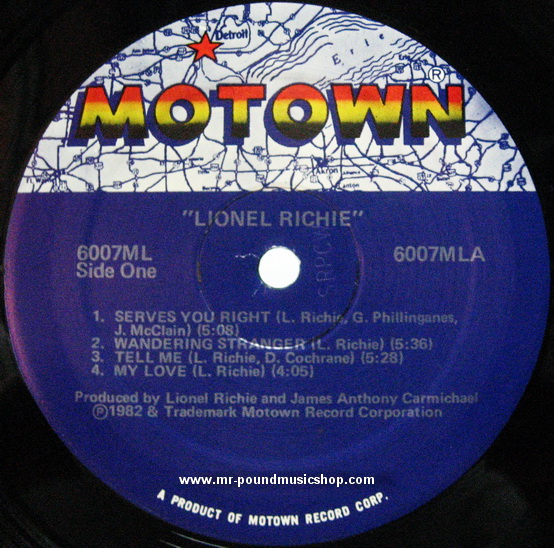 Detroit
Erie
MOTOWN®
Akron
"LIONEL RICHIE"
6007ML 6007MLA
Side One
SRPCV
1. SERVES YOU RIGHT (L. Richie, G. Phillinganes,
J. McClain) (5:08)
2. WANDERING STRANGER (L. Richie) (5:36)
3. TELL ME (L. Richie, D. Cochrane) (5:28)
4. MY LOVE (L. Richie) (4:05)
Produced by Lionel Richie and James Anthony Carmichael
℗1982 & Trademark Motown Record Corporation
www.mr-poundmusicshop.com
A PRODUCT OF MOTOWN RECORD CORP.